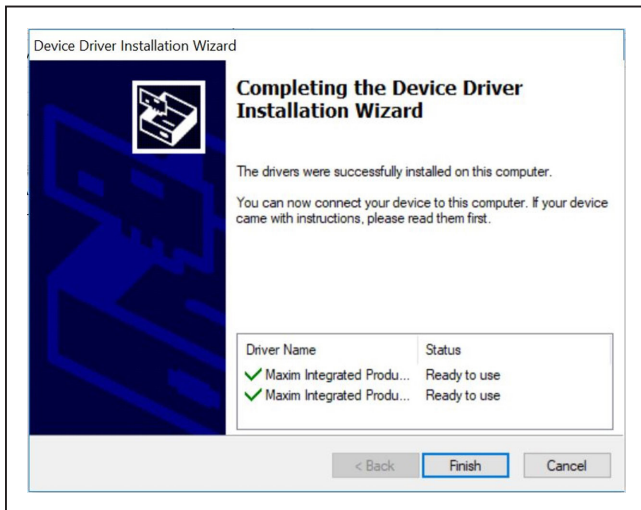 Device Driver Installation Wizard
Completing the Device Driver
Installation Wizard
The drivers were successfully installed on this computer.
You can now connect your device to this computer. If your device
came with instructions, please read them first.
Driver Name Status
Maxim Integrated Produ... Ready to use
Maxim Integrated Produ... Ready to use
< Back Finish Cancel